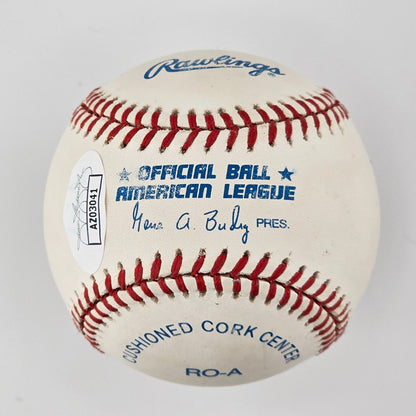 Rawlings®
★ OFFICIAL BALL ★
AMERICAN LEAGUE
Gene A. Budig PRES.
AZ03041
CUSHIONED CORK CENTER
RO-A